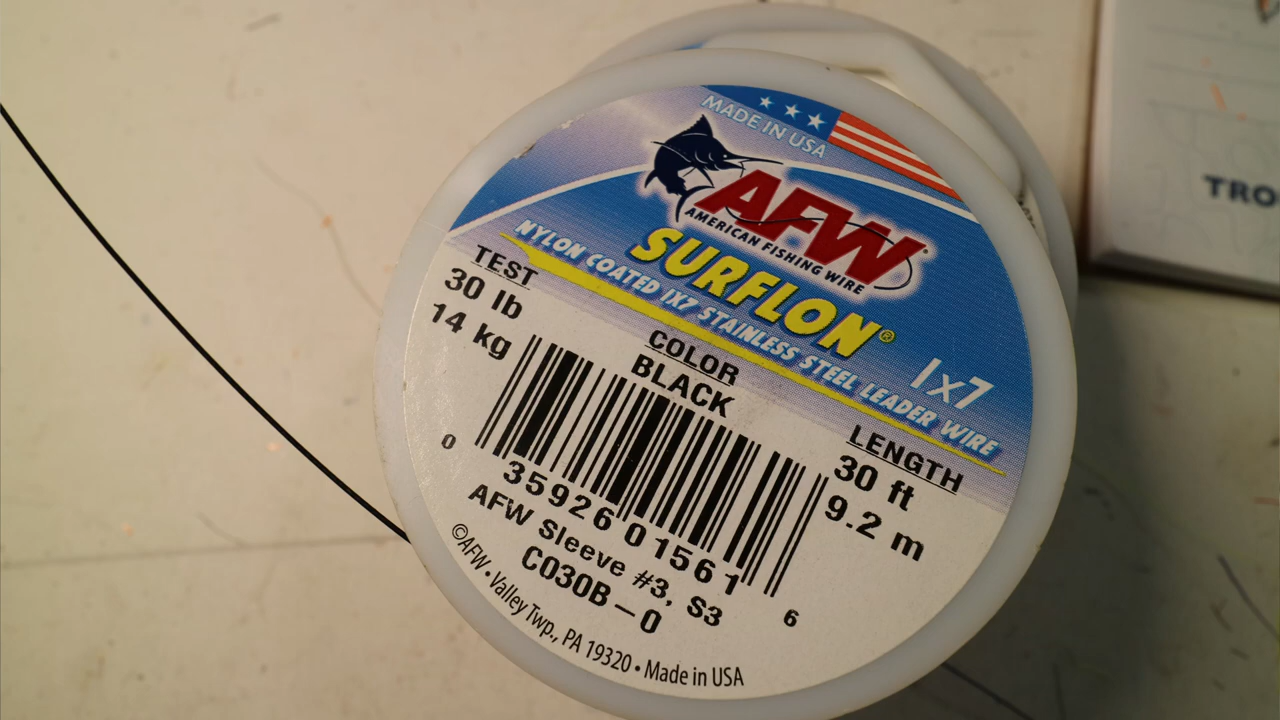 MADE IN USA
AFW
AMERICAN FISHING WIRE
SURFLON®
NYLON COATED 1X7 STAINLESS STEEL LEADER WIRE
1x7
TEST
30 lb
14 kg
COLOR
BLACK
LENGTH
30 ft
9.2 m
0 35926 01561 6
AFW Sleeve #3, S3
C030B–0
©AFW • Valley Twp., PA 19320 • Made in USA
TRO